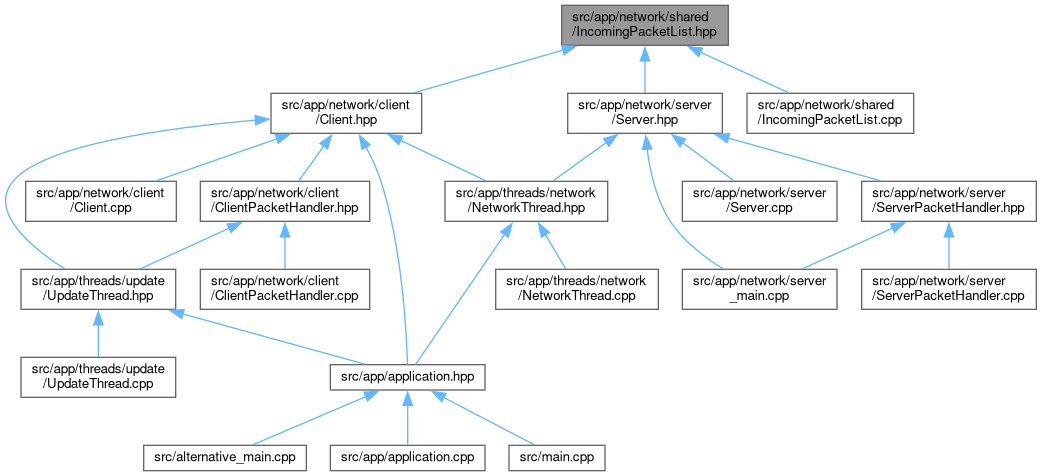 src/app/network/shared
/IncomingPacketList.hpp
src/app/network/client
/Client.hpp
src/app/network/server
/Server.hpp
src/app/network/shared
/IncomingPacketList.cpp
src/app/network/client
/Client.cpp
src/app/network/client
/ClientPacketHandler.hpp
src/app/threads/network
/NetworkThread.hpp
src/app/network/server
/Server.cpp
src/app/network/server
/ServerPacketHandler.hpp
src/app/threads/update
/UpdateThread.hpp
src/app/network/client
/ClientPacketHandler.cpp
src/app/threads/network
/NetworkThread.cpp
src/app/network/server
_main.cpp
src/app/network/server
/ServerPacketHandler.cpp
src/app/threads/update
/UpdateThread.cpp
src/app/application.hpp
src/alternative_main.cpp
src/app/application.cpp
src/main.cpp